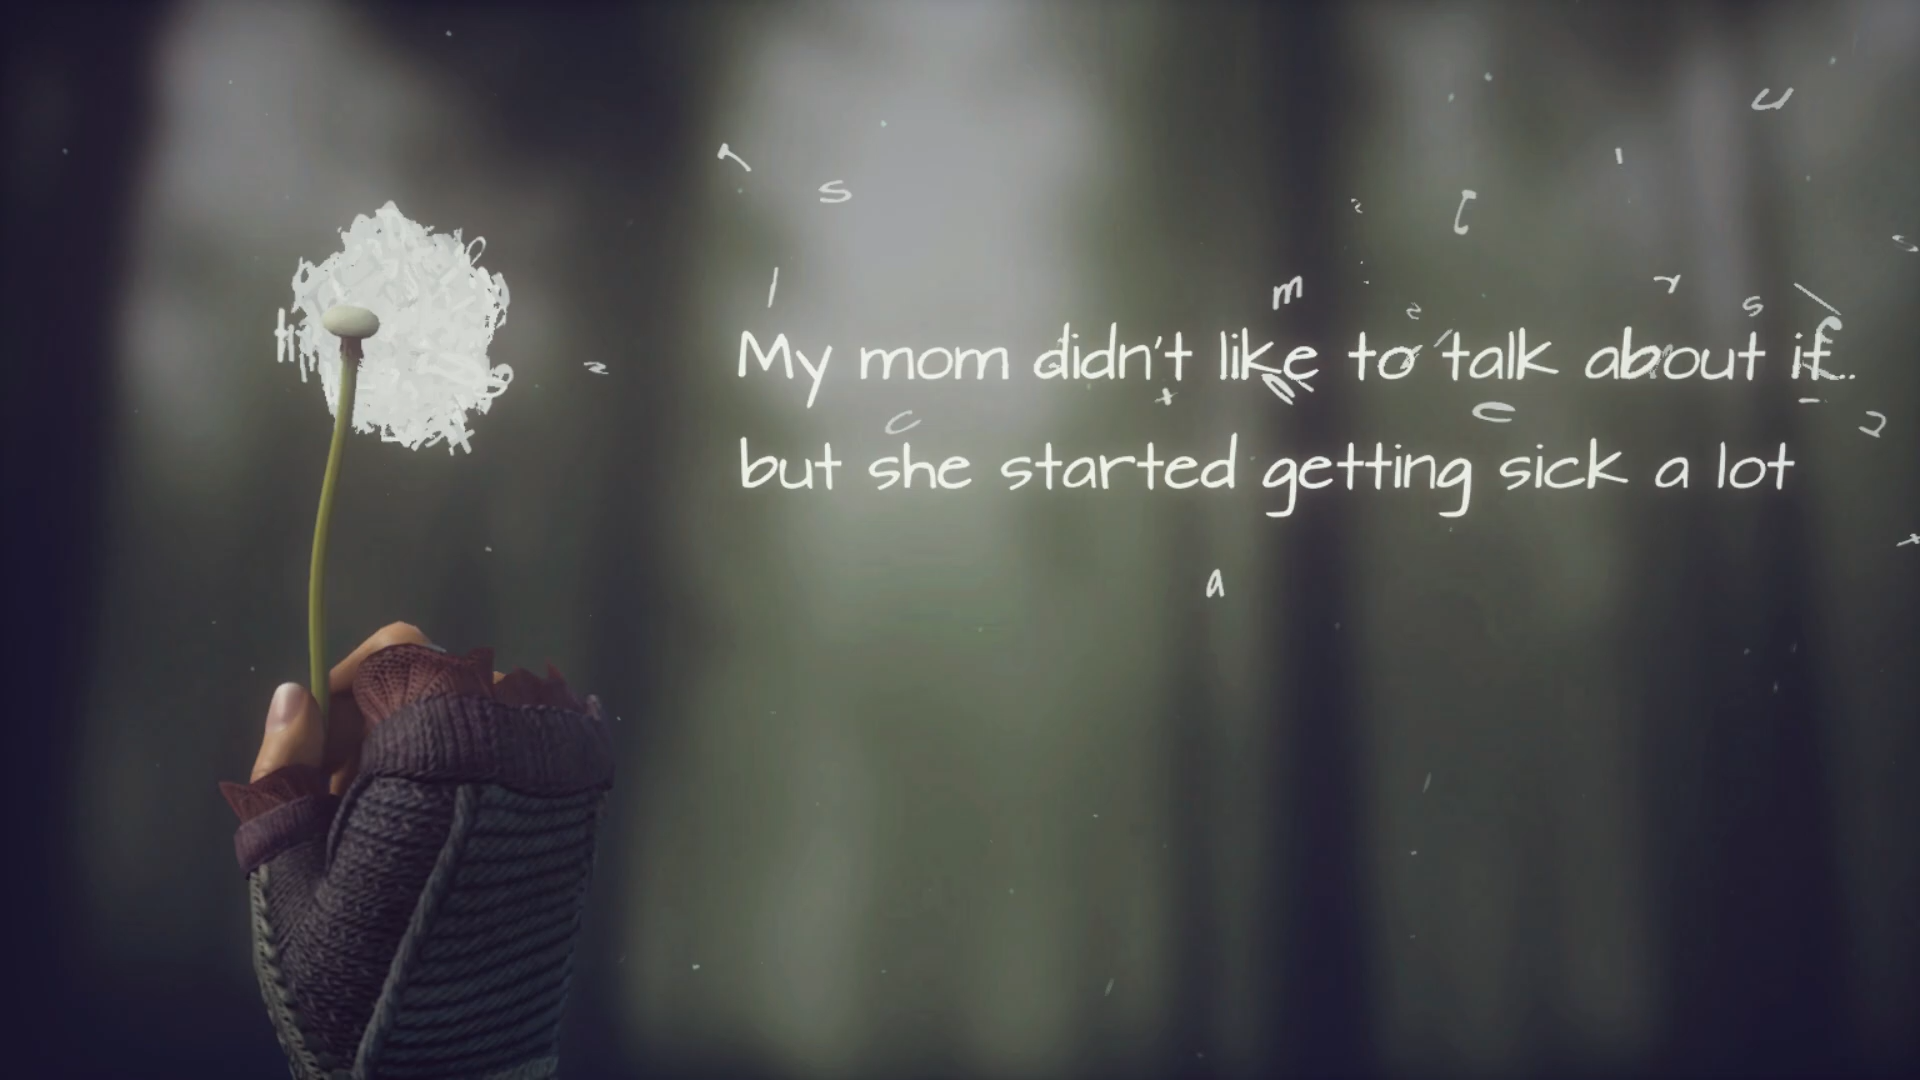 My mom didn't like to talk about it...
but she started getting sick a lot